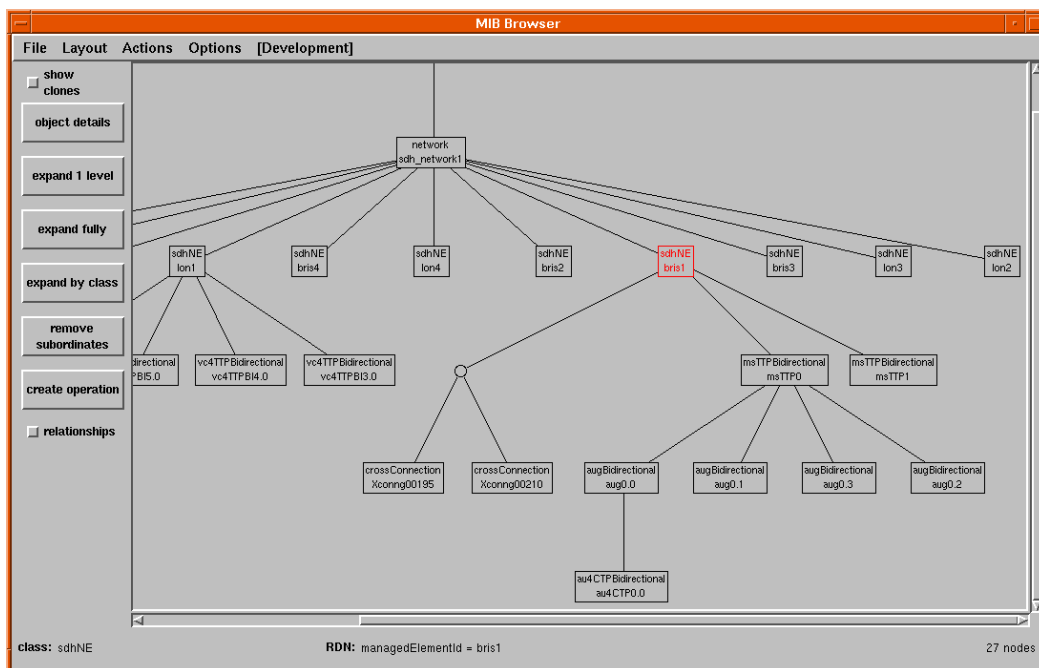 MIB Browser
File Layout Actions Options [Development]
show
clones
object details
expand 1 level
expand fully
expand by class
remove
subordinates
create operation
relationships
network
sdh_network1
sdhNE
lon1
sdhNE
bris4
sdhNE
lon4
sdhNE
bris2
sdhNE
bris1
sdhNE
bris3
sdhNE
lon3
sdhNE
lon2
directional
PBI5.0
vc4TTPBidirectional
vc4TTPBI4.0
vc4TTPBidirectional
vc4TTPBI3.0
msTTPBidirectional
msTTP0
msTTPBidirectional
msTTP1
crossConnection
Xconng00195
crossConnection
Xconng00210
augBidirectional
aug0.0
augBidirectional
aug0.1
augBidirectional
aug0.3
augBidirectional
aug0.2
au4CTPBidirectional
au4CTP0.0
class: sdhNE RDN: managedElementId = bris1 27 nodes